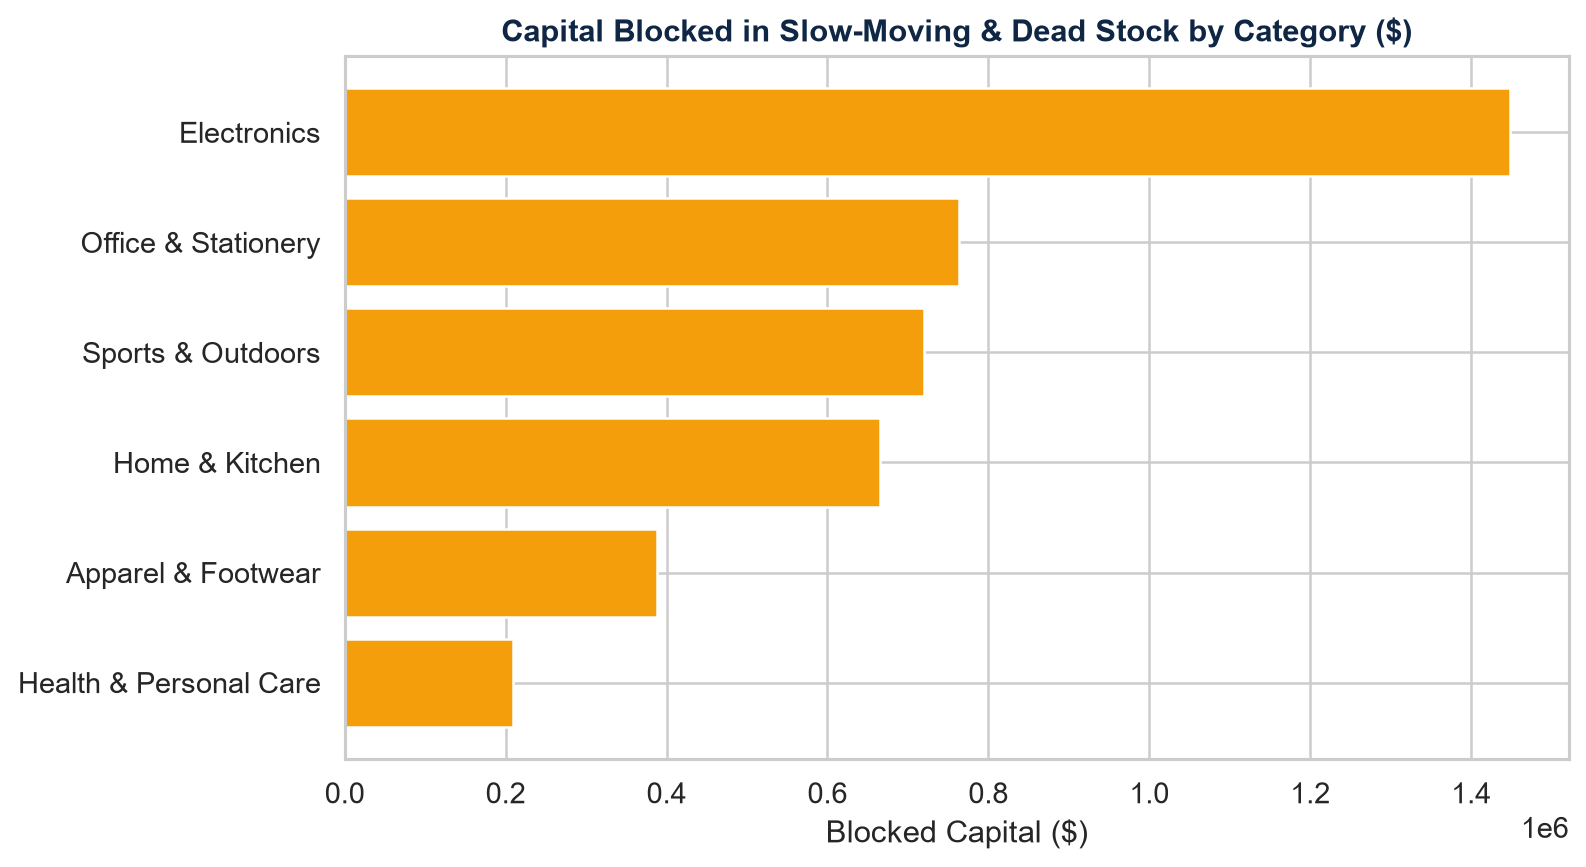 Capital Blocked in Slow-Moving & Dead Stock by Category ($)
Electronics
Office & Stationery
Sports & Outdoors
Home & Kitchen
Apparel & Footwear
Health & Personal Care
0.0 0.2 0.4 0.6 0.8 1.0 1.2 1.4
1e6
Blocked Capital ($)